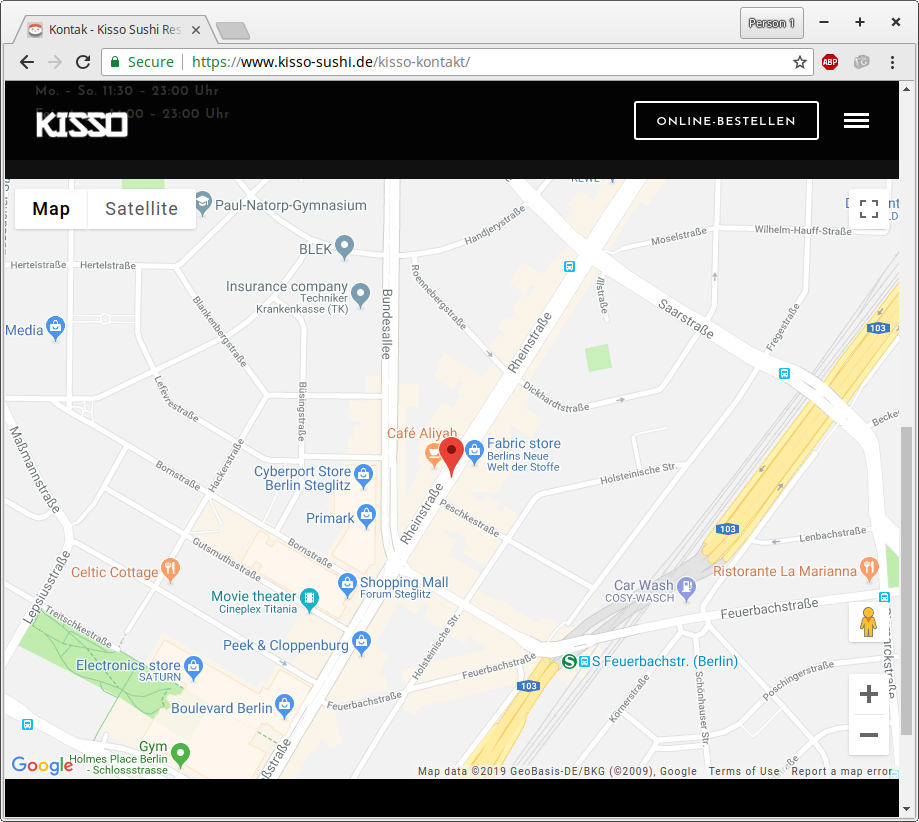 Kontak - Kisso Sushi Res
Person 1
Secure
https://www.kisso-sushi.de/kisso-kontakt/
ABP
Mo. – So. 11:30 – 23:00 Uhr
00 – 23:00 Uhr
KISSO
ONLINE-BESTELLEN
Map
Satellite
Paul-Natorp-Gymnasium
REWE
Handjerystraße
Moselstraße
Wilhelm-Hauff-Straße
BLEK
Hertelstraße
Hertelstraße
Insurance company
Techniker
Krankenkasse (TK)
Roennebergstraße
Illstraße
Saarstraße
Fregestraße
103
Media
Blankenbergstraße
Bundesallee
Rheinstraße
Lefèvrestraße
Büsingstraße
Dickhardtstraße
Becke
Maßmannstraße
Hackerstraße
Café Aliyah
Fabric store
Berlins Neue
Welt der Stoffe
Cyberport Store
Berlin Steglitz
Holsteinische Str.
Bornstraße
Rheinstraße
Peschkestraße
Primark
103
Lenbachstraße
Gutsmuthsstraße
Bornstraße
Lepsiusstraße
Celtic Cottage
Shopping Mall
Forum Steglitz
Car Wash
COSY-WASCH
Ristorante La Marianna
Movie theater
Cineplex Titania
Feuerbachstraße
Treitschkestraße
Peek & Cloppenburg
Holsteinische Str.
Feuerbachstraße
S Feuerbachstr. (Berlin)
Electronics store
SATURN
103
Körnerstraße
Schönhauser Str.
Poschingerstraße
Boulevard Berlin
Feuerbachstraße
Gym
Holmes Place Berlin
- Schlossstrasse
Google
Map data ©2019 GeoBasis-DE/BKG (©2009), Google
Terms of Use
Report a map error